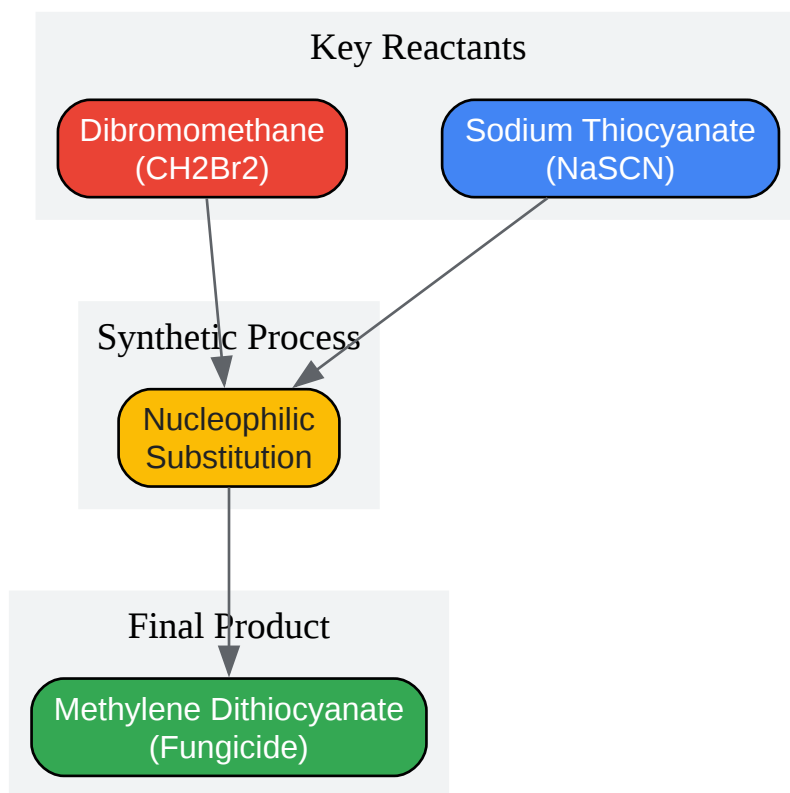 Key Reactants
Dibromomethane
(CH2Br2)
Sodium Thiocyanate
(NaSCN)
Synthetic Process
Nucleophilic
Substitution
Final Product
Methylene Dithiocyanate
(Fungicide)